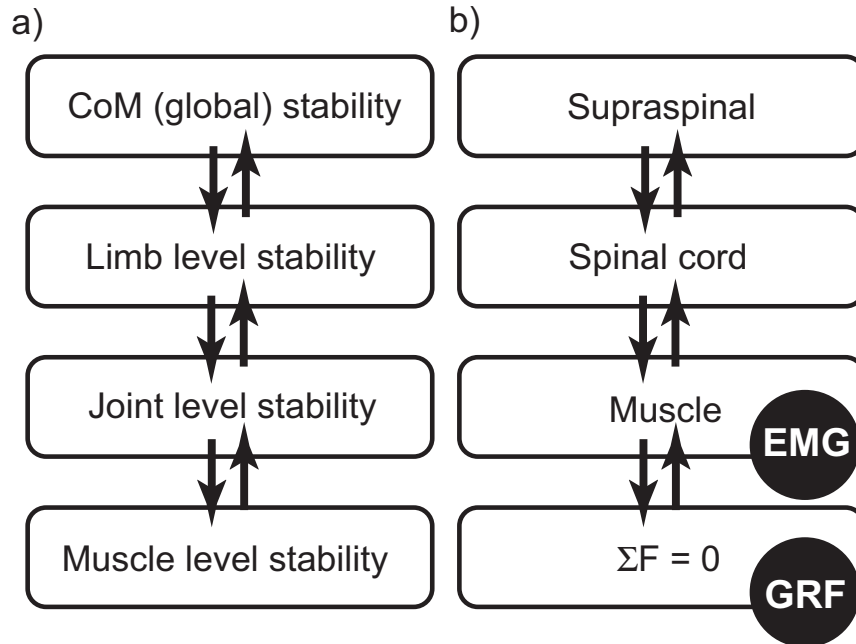 a)
CoM (global) stability
Limb level stability
Joint level stability
Muscle level stability
b)
Supraspinal
Spinal cord
Muscle
EMG
ΣF = 0
GRF